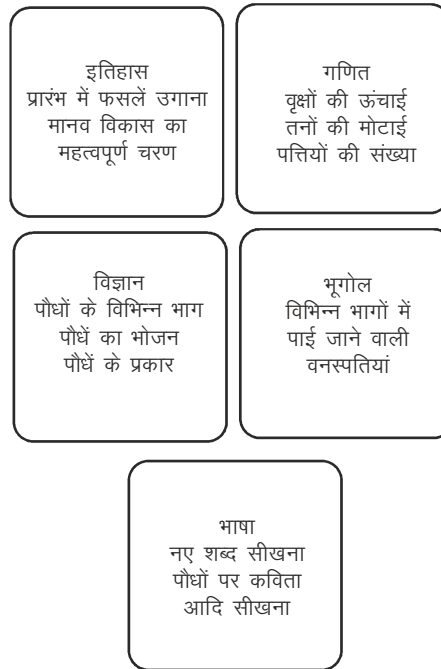 इतिहास
प्रारंभ में फसलें उगाना
मानव विकास का
महत्वपूर्ण चरण
गणित
वृक्षों की ऊंचाई
तनों की मोटाई
पत्तियों की संख्या
विज्ञान
पौधों के विभिन्न भाग
पौधें का भोजन
पौधें के प्रकार
भूगोल
विभिन्न भागों में
पाई जाने वाली
वनस्पतियां
भाषा
नए शब्द सीखना
पौधों पर कविता
आदि सीखना